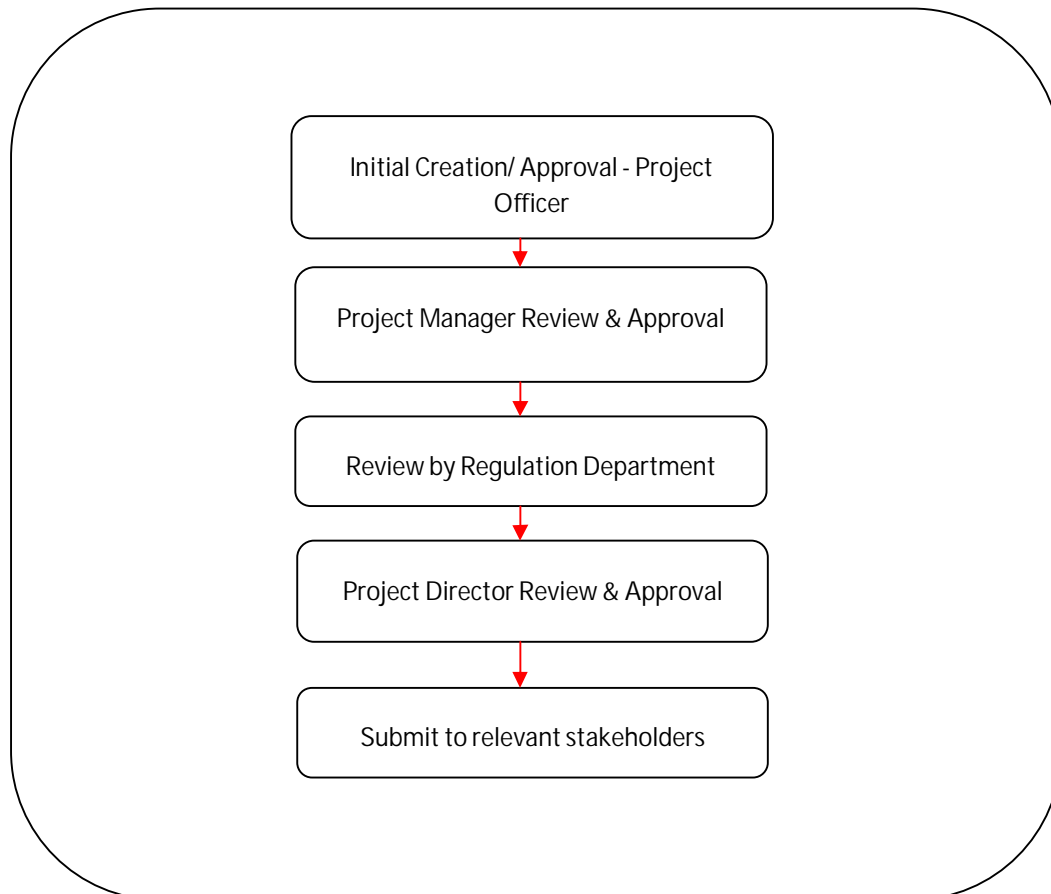 Initial Creation/ Approval - Project
Officer
Project Manager Review & Approval
Review by Regulation Department
Project Director Review & Approval
Submit to relevant stakeholders